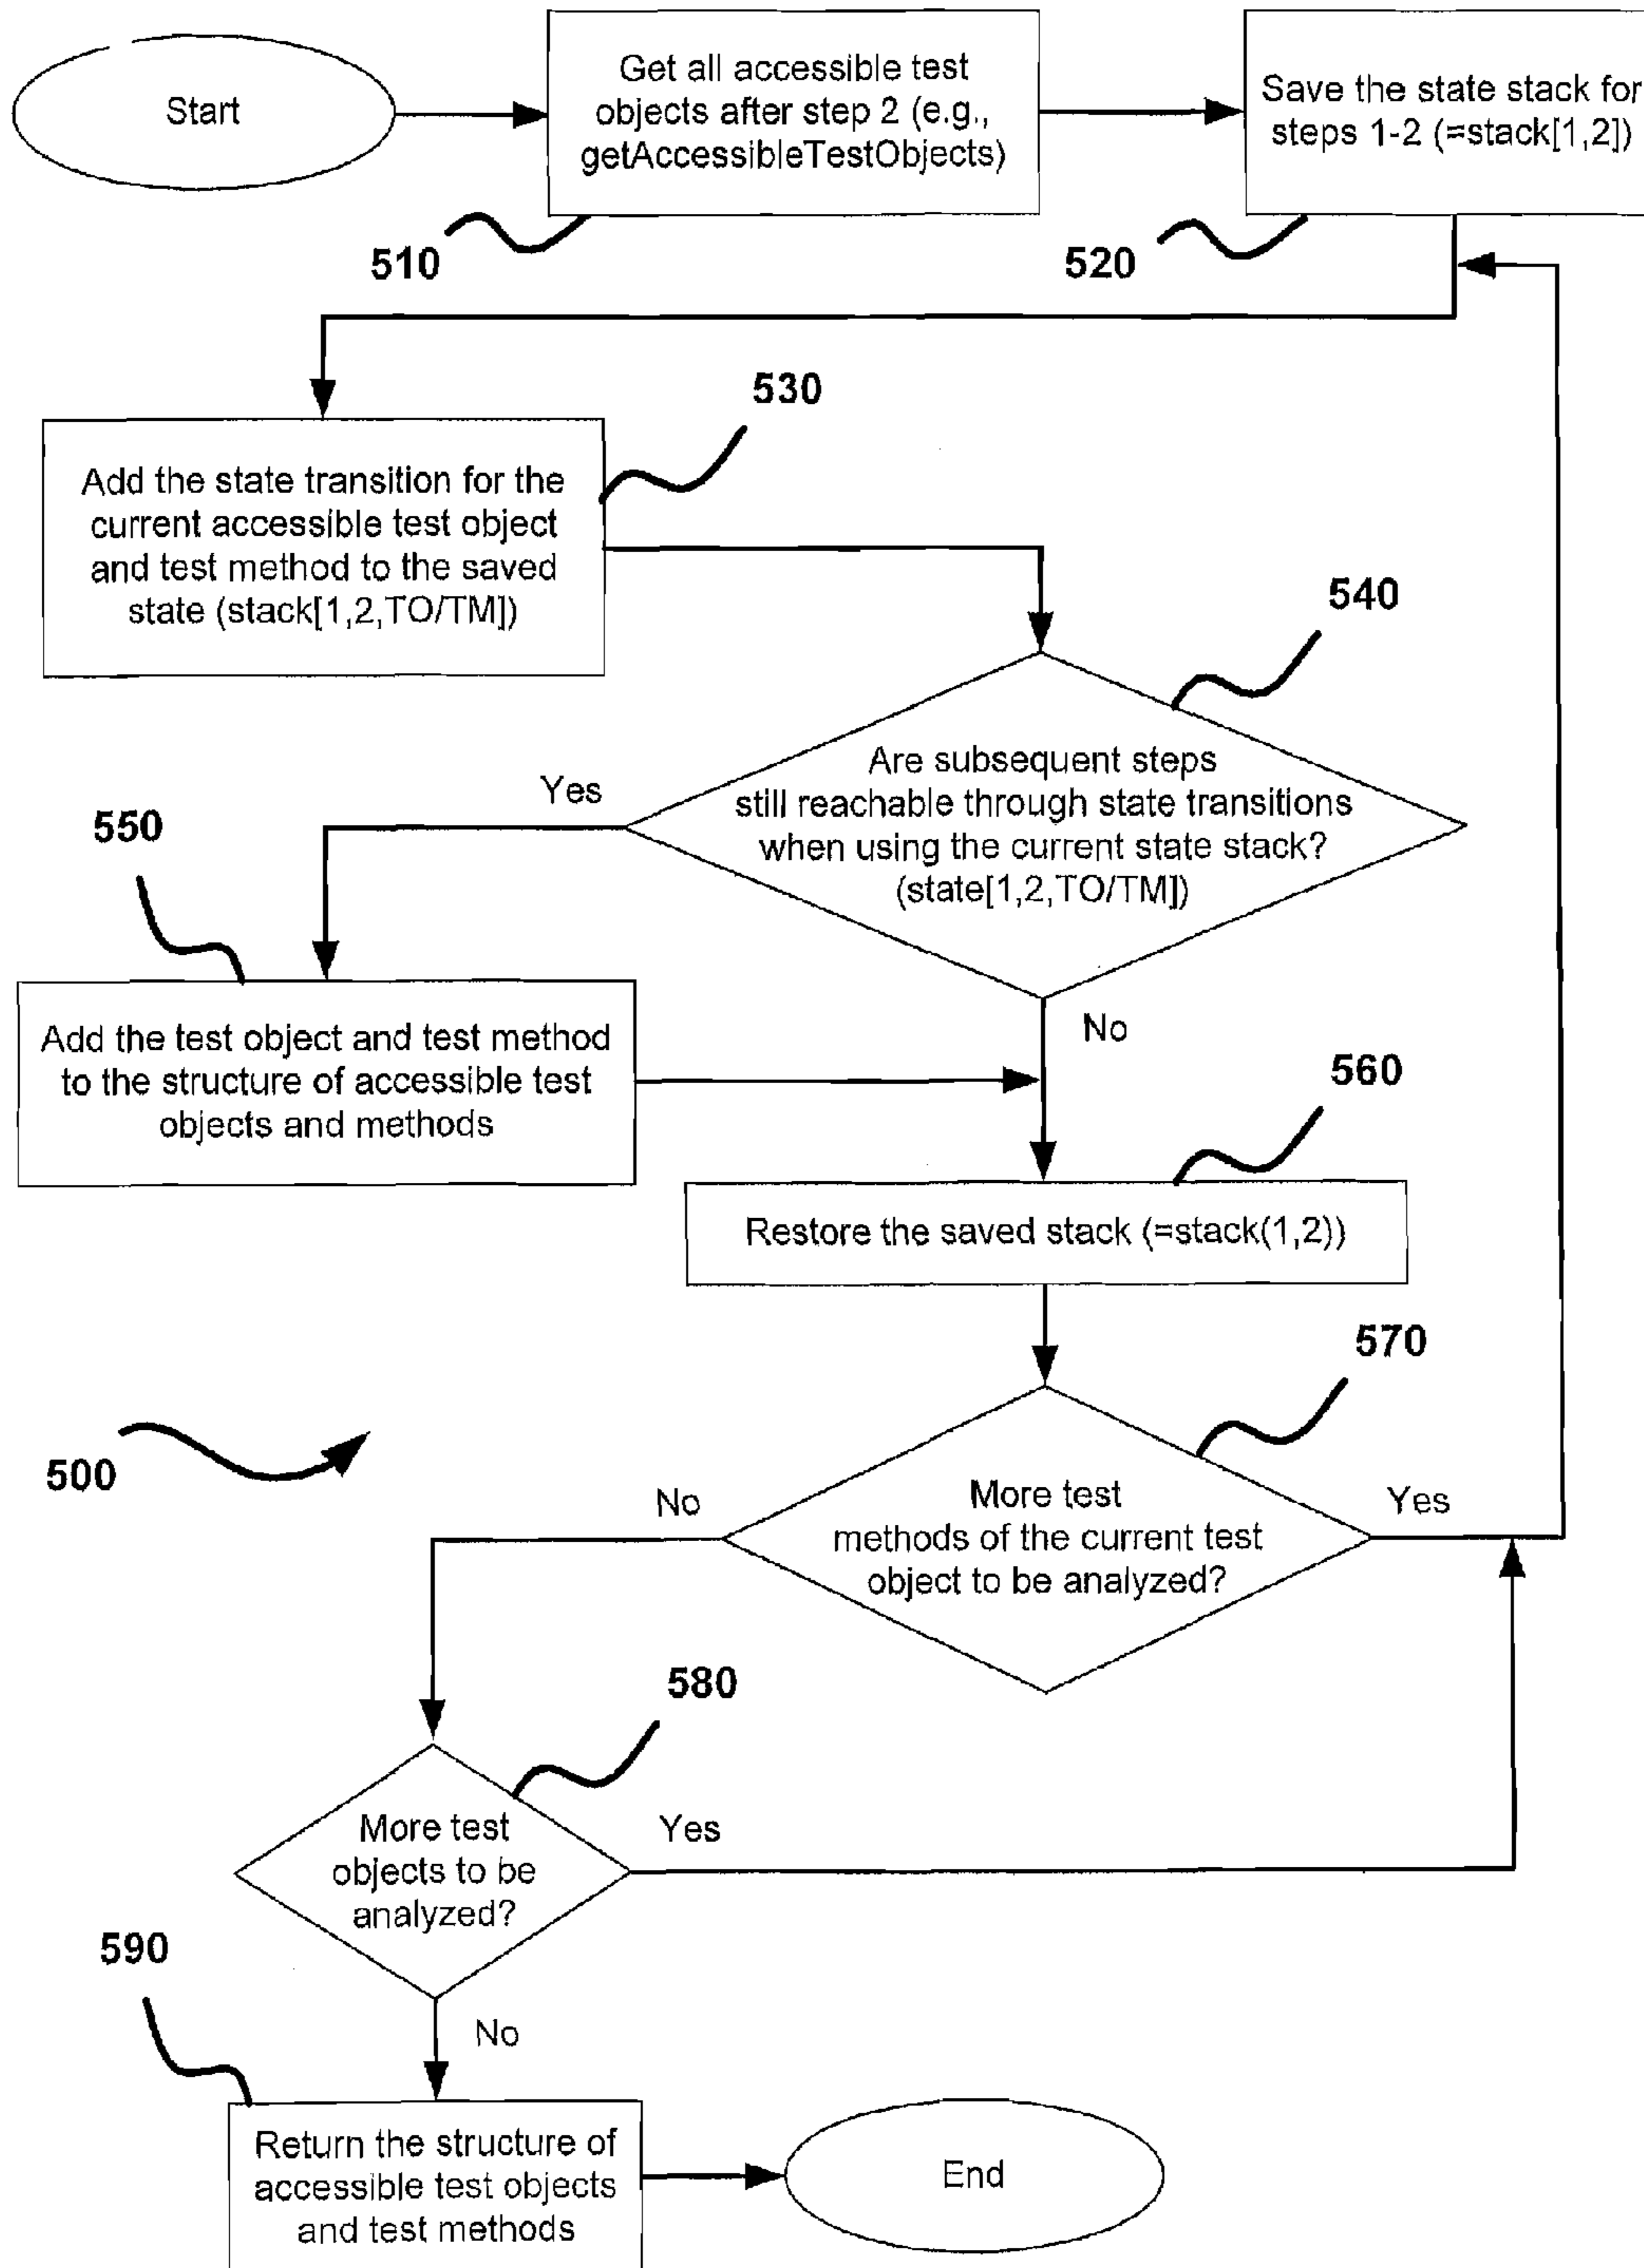 Start
Get all accessible test
objects after step 2 (e.g.,
getAccessibleTestObjects)
Save the state stack for
steps 1-2 (=stack[1,2])
510
520
530
Add the state transition for the
current accessible test object
and test method to the saved
state (stack[1,2,TO/TM])
540
Are subsequent steps
still reachable through state transitions
when using the current state stack?
(state[1,2,TO/TM])
Yes
550
No
Add the test object and test method
to the structure of accessible test
objects and methods
560
Restore the saved stack (=stack(1,2))
570
500
No
More test
methods of the current test
object to be analyzed?
Yes
580
More test
objects to be
analyzed?
Yes
590
No
Return the structure of
accessible test objects
and test methods
End